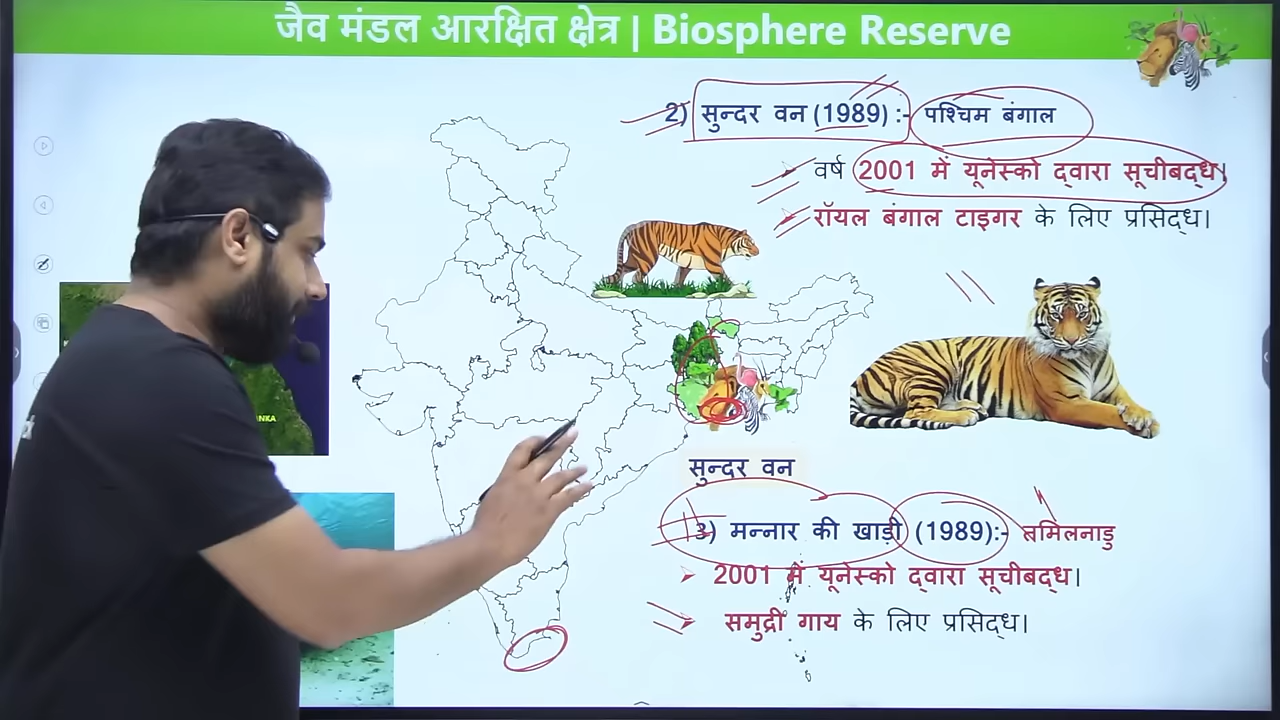 जैव मंडल आरक्षित क्षेत्र | Biosphere Reserve
2) सुन्दर वन (1989) :- पश्चिम बंगाल
➢ वर्ष 2001 में यूनेस्को द्वारा सूचीबद्ध।
➢ रॉयल बंगाल टाइगर के लिए प्रसिद्ध।
सुन्दर वन
3) मन्नार की खाड़ी (1989):- तमिलनाडु
➢ 2001 में यूनेस्को द्वारा सूचीबद्ध।
➢ समुद्री गाय के लिए प्रसिद्ध।